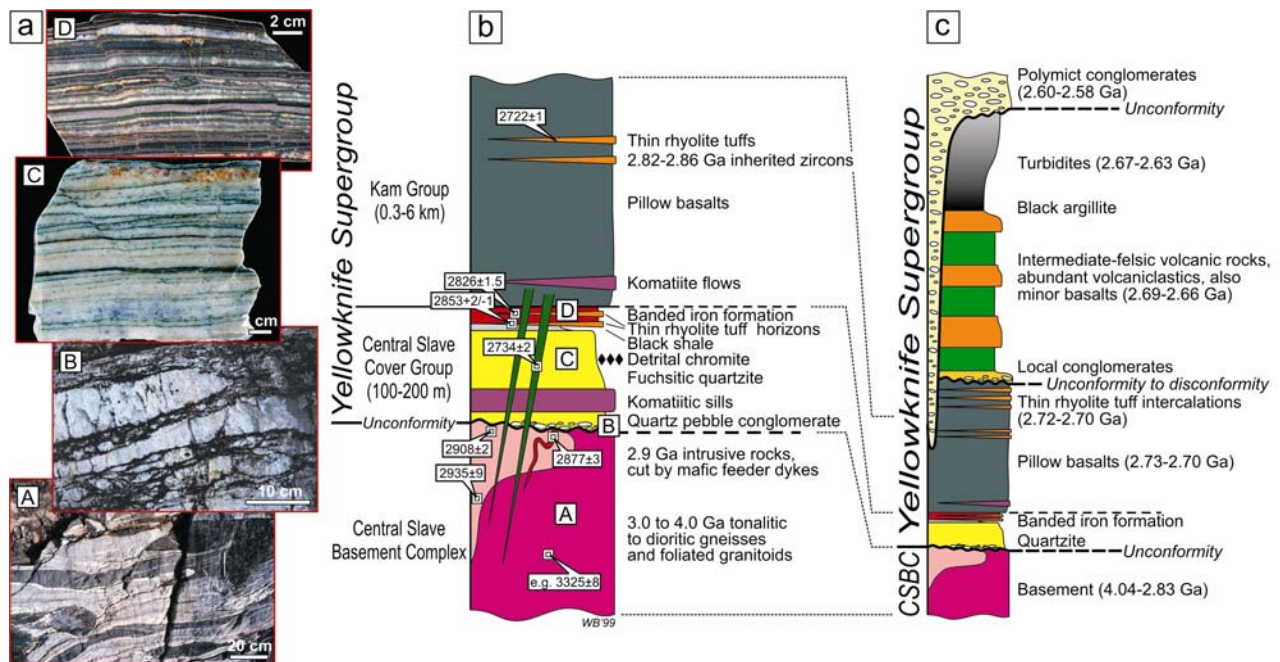 a
D
2 cm
C
cm
B
10 cm
A
20 cm
b
Yellowknife Supergroup
Kam Group
(0.3-6 km)
Central Slave
Cover Group
(100-200 m)
Unconformity
Central Slave
Basement Complex
2722±1
2826±1.5
2853+2/-1
D
2734±2
C
B
2908±2
2877±3
2935±9
A
e.g. 3325±8
WB'99
Thin rhyolite tuffs
2.82-2.86 Ga inherited zircons
Pillow basalts
Komatiite flows
Banded iron formation
Thin rhyolite tuff horizons
Black shale
Detrital chromite
Fuchsitic quartzite
Komatiitic sills
Quartz pebble conglomerate
2.9 Ga intrusive rocks,
cut by mafic feeder dykes
3.0 to 4.0 Ga tonalitic
to dioritic gneisses
and foliated granitoids
c
CSBC
Yellowknife Supergroup
Polymict conglomerates
(2.60-2.58 Ga)
Unconformity
Turbidites (2.67-2.63 Ga)
Black argillite
Intermediate-felsic volcanic rocks,
abundant volcaniclastics, also
minor basalts (2.69-2.66 Ga)
Local conglomerates
Unconformity to disconformity
Thin rhyolite tuff intercalations
(2.72-2.70 Ga)
Pillow basalts (2.73-2.70 Ga)
Banded iron formation
Quartzite
Unconformity
Basement (4.04-2.83 Ga)